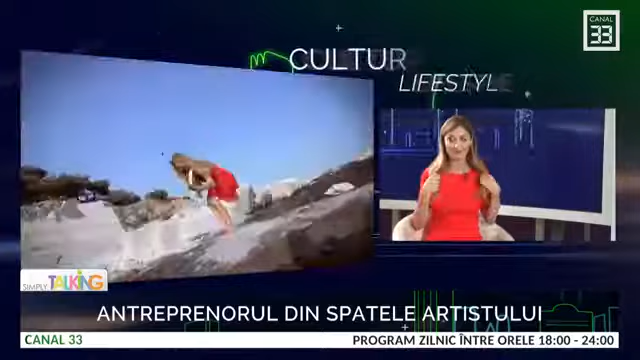 CANAL
33
CULTUR
LIFESTYLE
SIMPLY TALKING
ANTREPRENORUL DIN SPATELE ARTISTULUI
CANAL 33
PROGRAM ZILNIC ÎNTRE ORELE 18:00 - 24:00